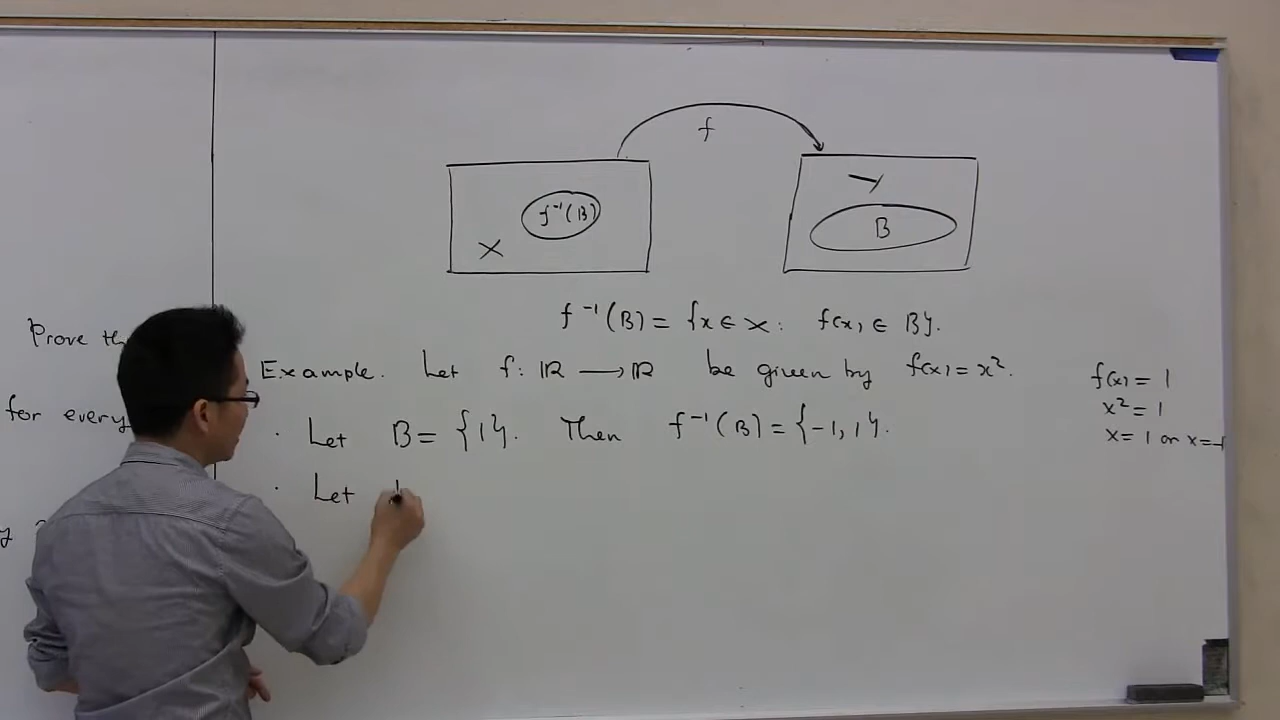 f
f⁻¹(B)
X
Y
B
f⁻¹(B) = {x ∈ X : f(x) ∈ B}.
Example. Let f: ℝ ⟶ ℝ be given by f(x) = x².
· Let B = {1}. Then f⁻¹(B) = {-1, 1}.
· Let
f(x) = 1
x² = 1
x = 1 or x = -1
Prove th
for every
y